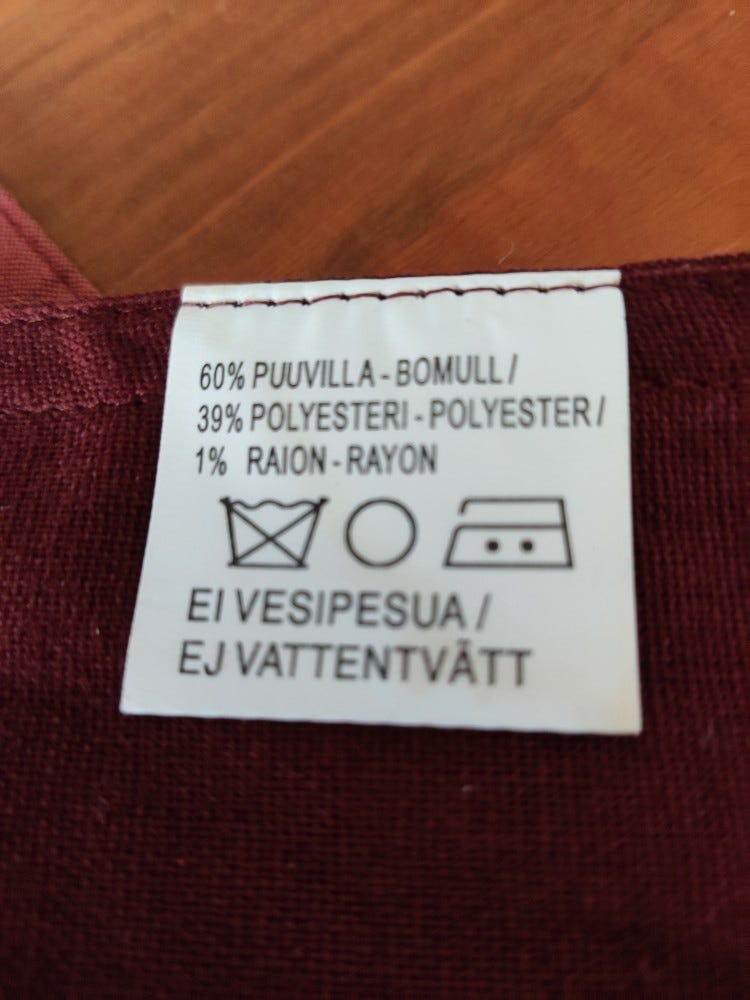 60% PUUVILLA - BOMULL /
39% POLYESTERI - POLYESTER /
1% RAION - RAYON
EI VESIPESUA /
EJ VATTENTVÄTT